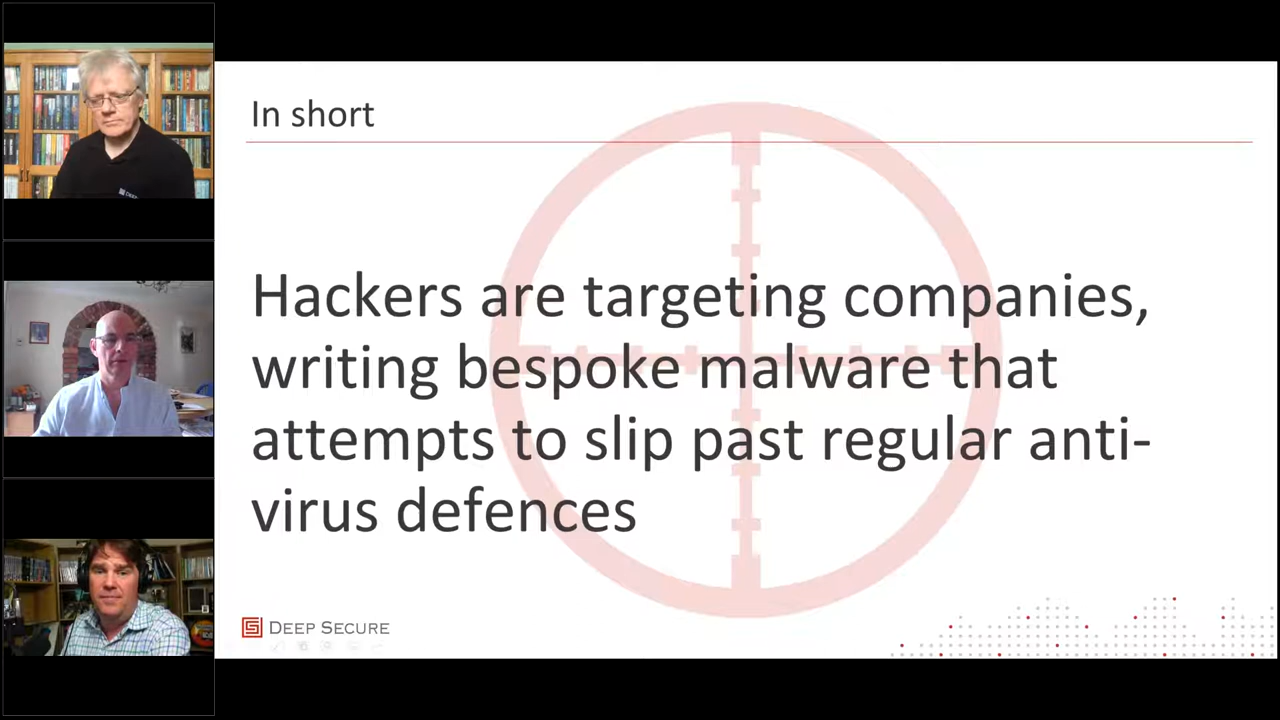 In short
Hackers are targeting companies,
writing bespoke malware that
attempts to slip past regular anti-
virus defences
DEEP SECURE